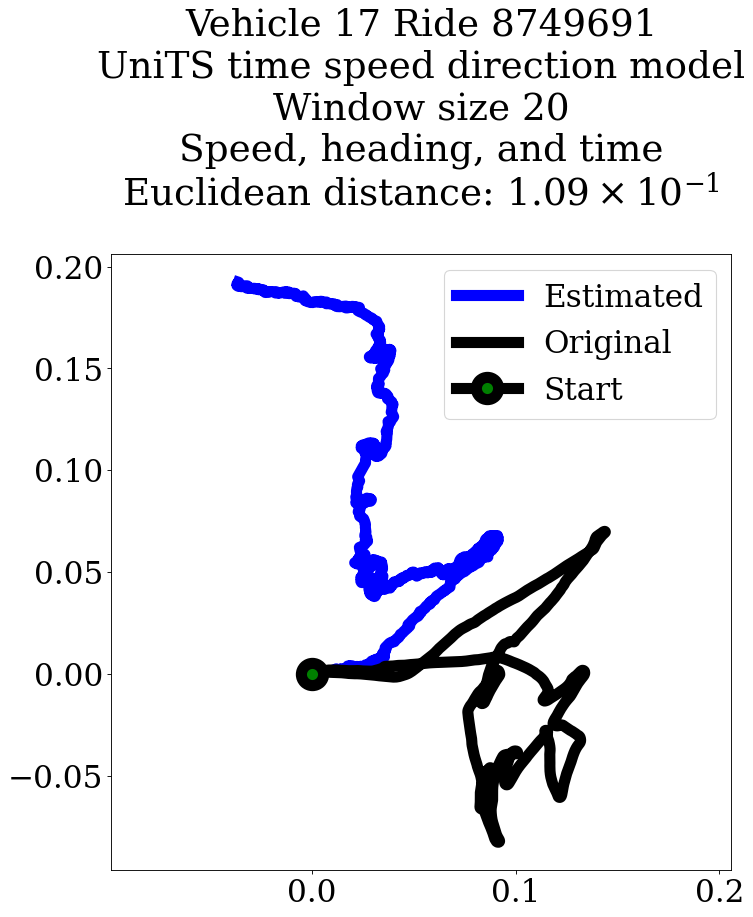 Vehicle 17 Ride 8749691
UniTS time speed direction model
Window size 20
Speed, heading, and time
Euclidean distance: 1.09 × 10⁻¹
0.20
0.15
0.10
0.05
0.00
−0.05
0.0
0.1
0.2
Estimated
Original
Start